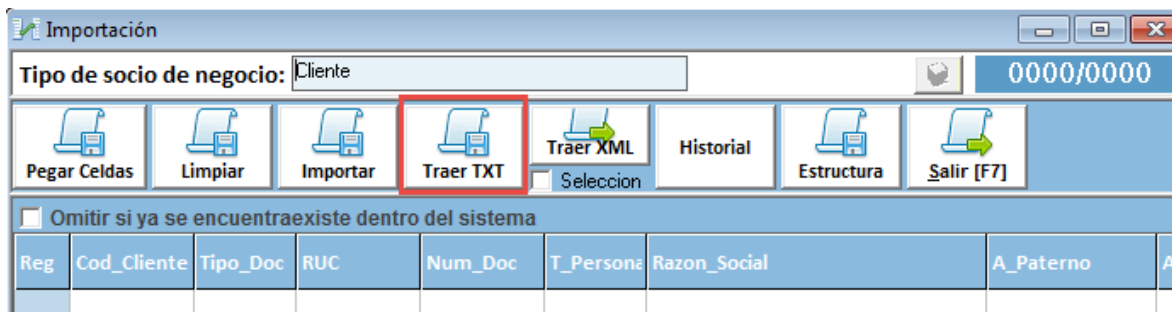 Importación
Tipo de socio de negocio: Cliente 0000/0000
Pegar Celdas Limpiar Importar Traer TXT Traer XML Historial Estructura Salir [F7]
Seleccion
Omitir si ya se encuentraexiste dentro del sistema
Reg Cod_Cliente Tipo_Doc RUC Num_Doc T_Persona Razon_Social A_Paterno A